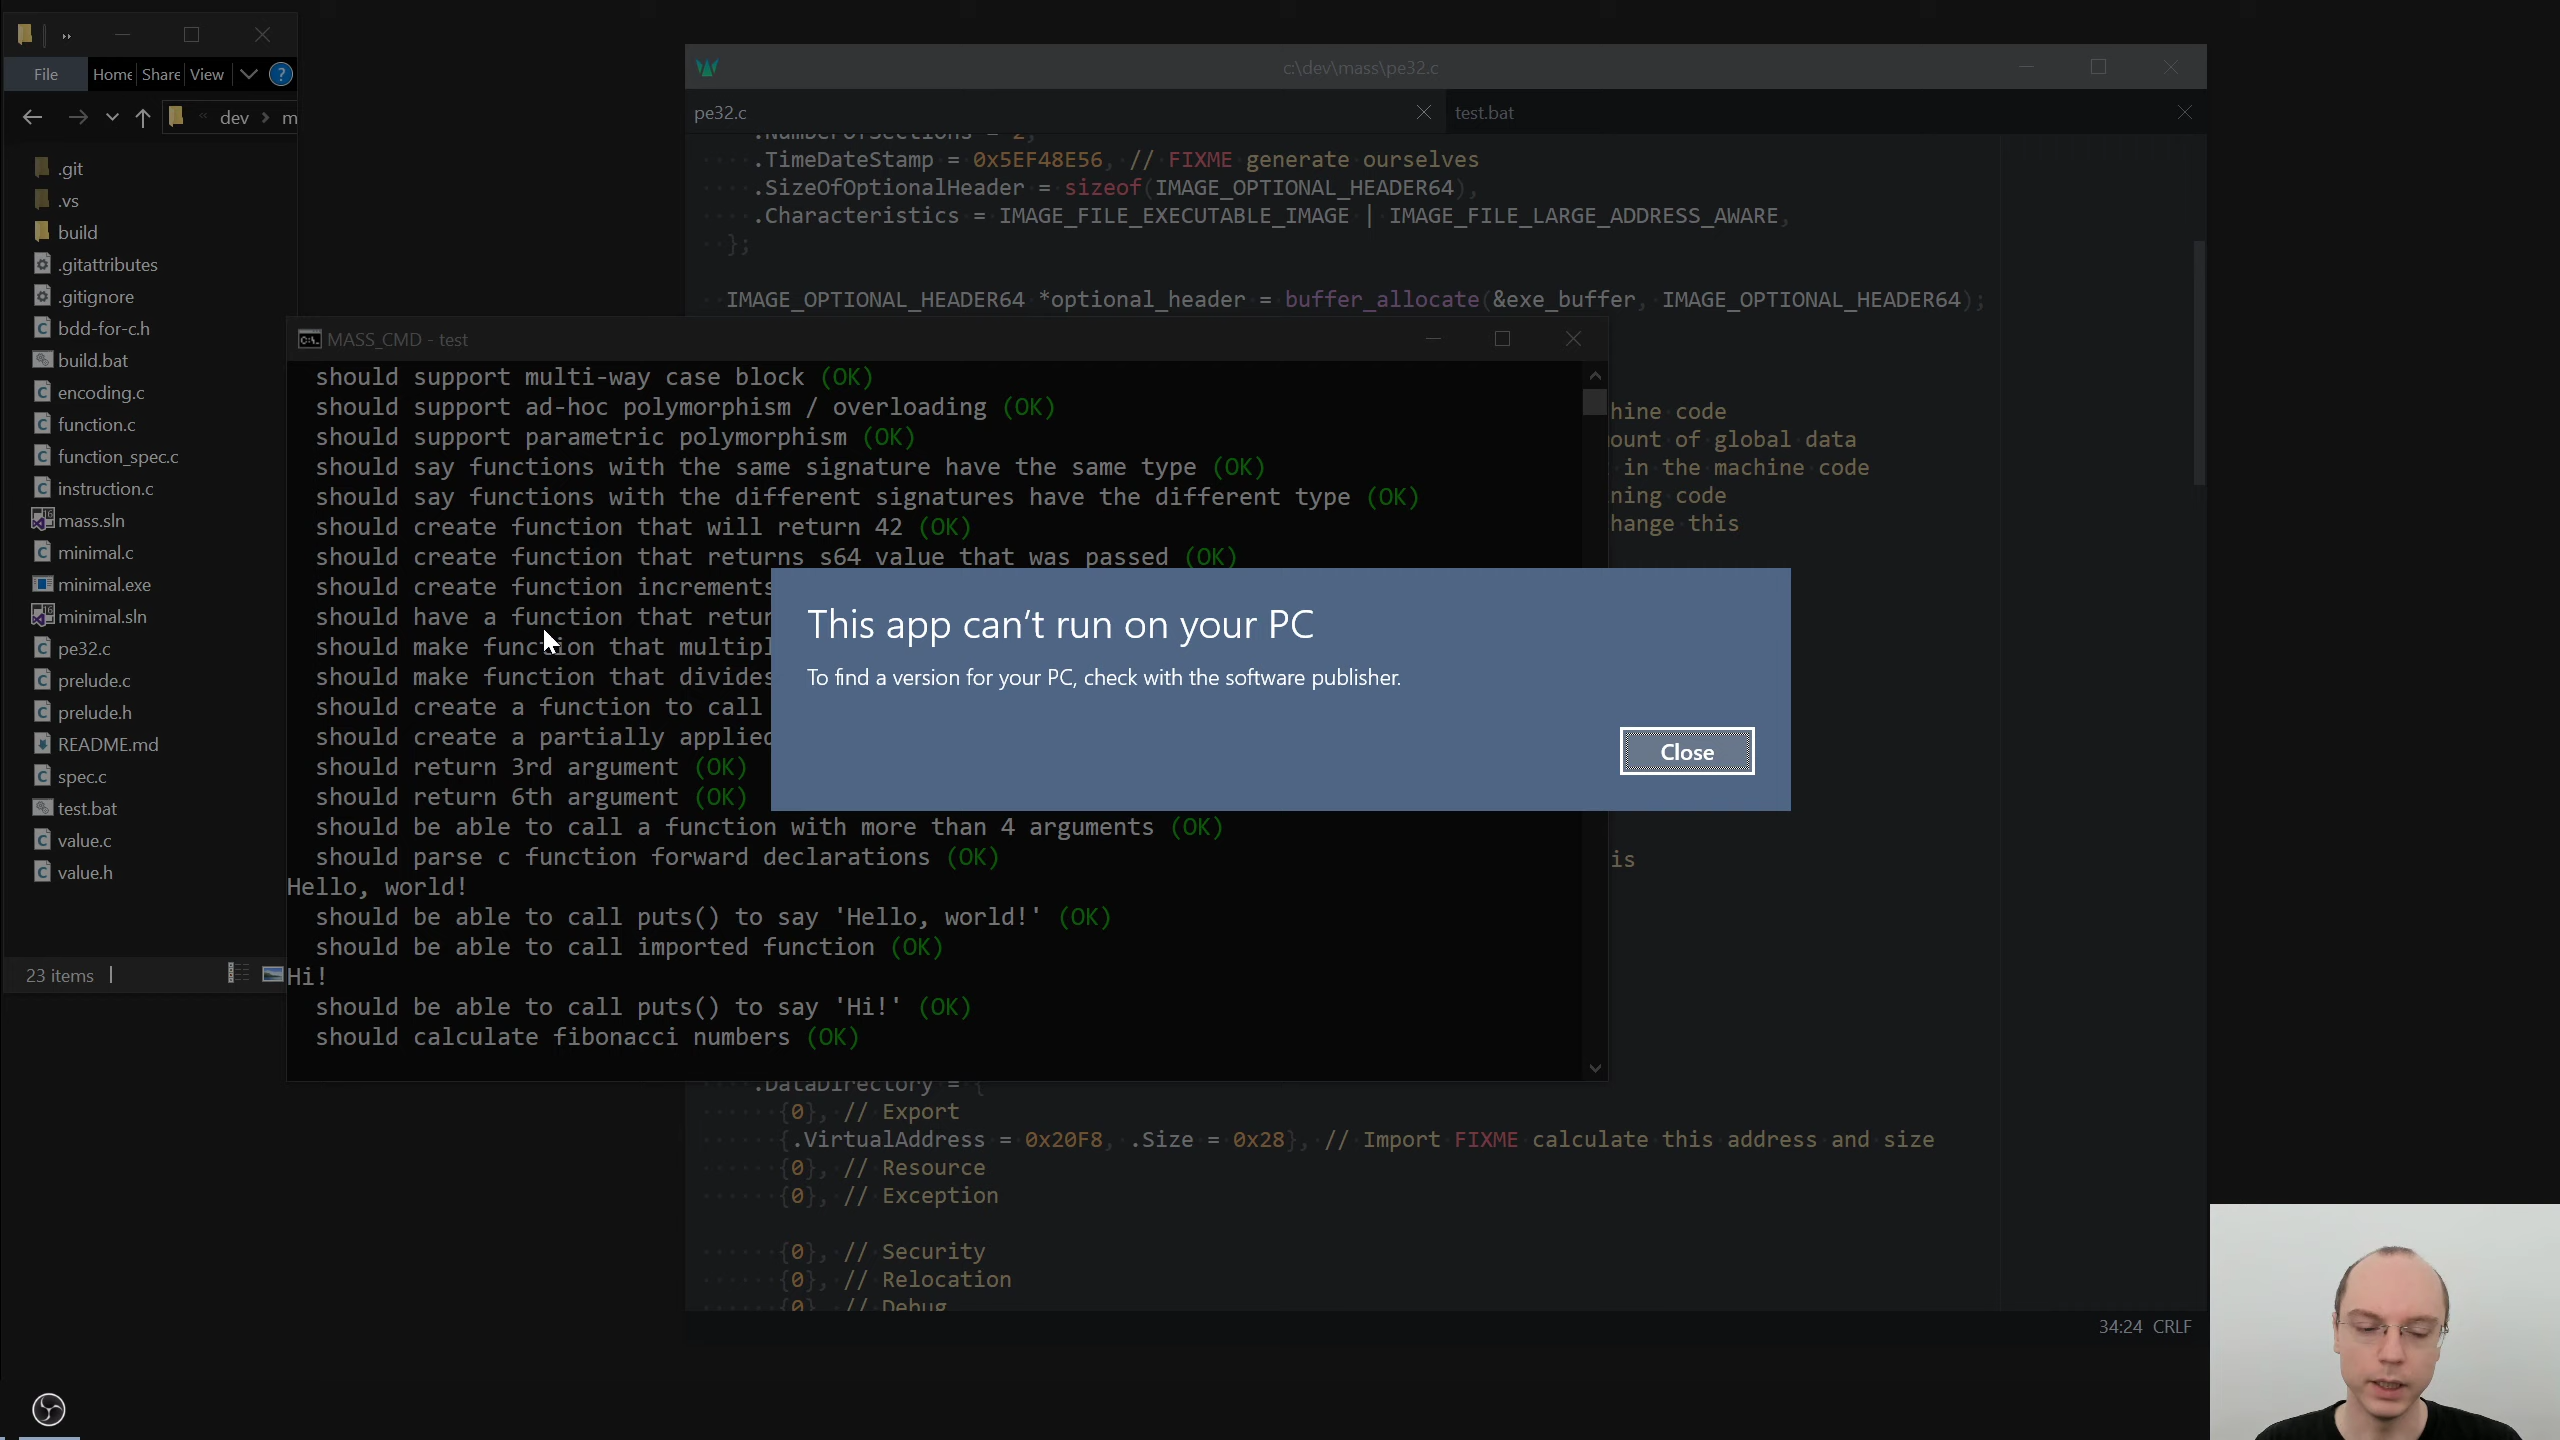 File
Home
Share
View
?
dev
m
.git
.vs
build
.gitattributes
.gitignore
bdd-for-c.h
build.bat
encoding.c
function.c
function_spec.c
instruction.c
mass.sln
minimal.c
minimal.exe
minimal.sln
pe32.c
prelude.c
prelude.h
README.md
spec.c
test.bat
value.c
value.h
23 items
c:\dev\mass\pe32.c
pe32.c
test.bat
.NumberOfSections = 2,
.TimeDateStamp = 0x5EF48E56, // FIXME generate ourselves
.SizeOfOptionalHeader = sizeof(IMAGE_OPTIONAL_HEADER64),
.Characteristics = IMAGE_FILE_EXECUTABLE_IMAGE | IMAGE_FILE_LARGE_ADDRESS_AWARE,
};
IMAGE_OPTIONAL_HEADER64 *optional_header = buffer_allocate(&exe_buffer, IMAGE_OPTIONAL_HEADER64);
hine code
ount of global data
in the machine code
ning code
hange this
is
MASS_CMD - test
should support multi-way case block (OK)
should support ad-hoc polymorphism / overloading (OK)
should support parametric polymorphism (OK)
should say functions with the same signature have the same type (OK)
should say functions with the different signatures have the different type (OK)
should create function that will return 42 (OK)
should create function that returns s64 value that was passed (OK)
should create function increments
should have a function that retur
should make function that multipl
should make function that divides
should create a function to call
should create a partially applied
should return 3rd argument (OK)
should return 6th argument (OK)
should be able to call a function with more than 4 arguments (OK)
should parse c function forward declarations (OK)
Hello, world!
should be able to call puts() to say 'Hello, world!' (OK)
should be able to call imported function (OK)
Hi!
should be able to call puts() to say 'Hi!' (OK)
should calculate fibonacci numbers (OK)
This app can't run on your PC
To find a version for your PC, check with the software publisher.
Close
.DataDirectory = {
{0}, // Export
{.VirtualAddress = 0x20F8, .Size = 0x28}, // Import FIXME calculate this address and size
{0}, // Resource
{0}, // Exception
{0}, // Security
{0}, // Relocation
{0}, // Debug
34:24 CRLF